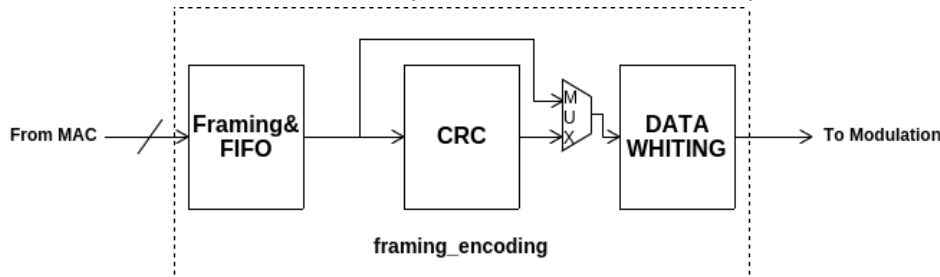 From MAC
Framing&
FIFO
CRC
M
U
X
DATA
WHITING
To Modulation
framing_encoding